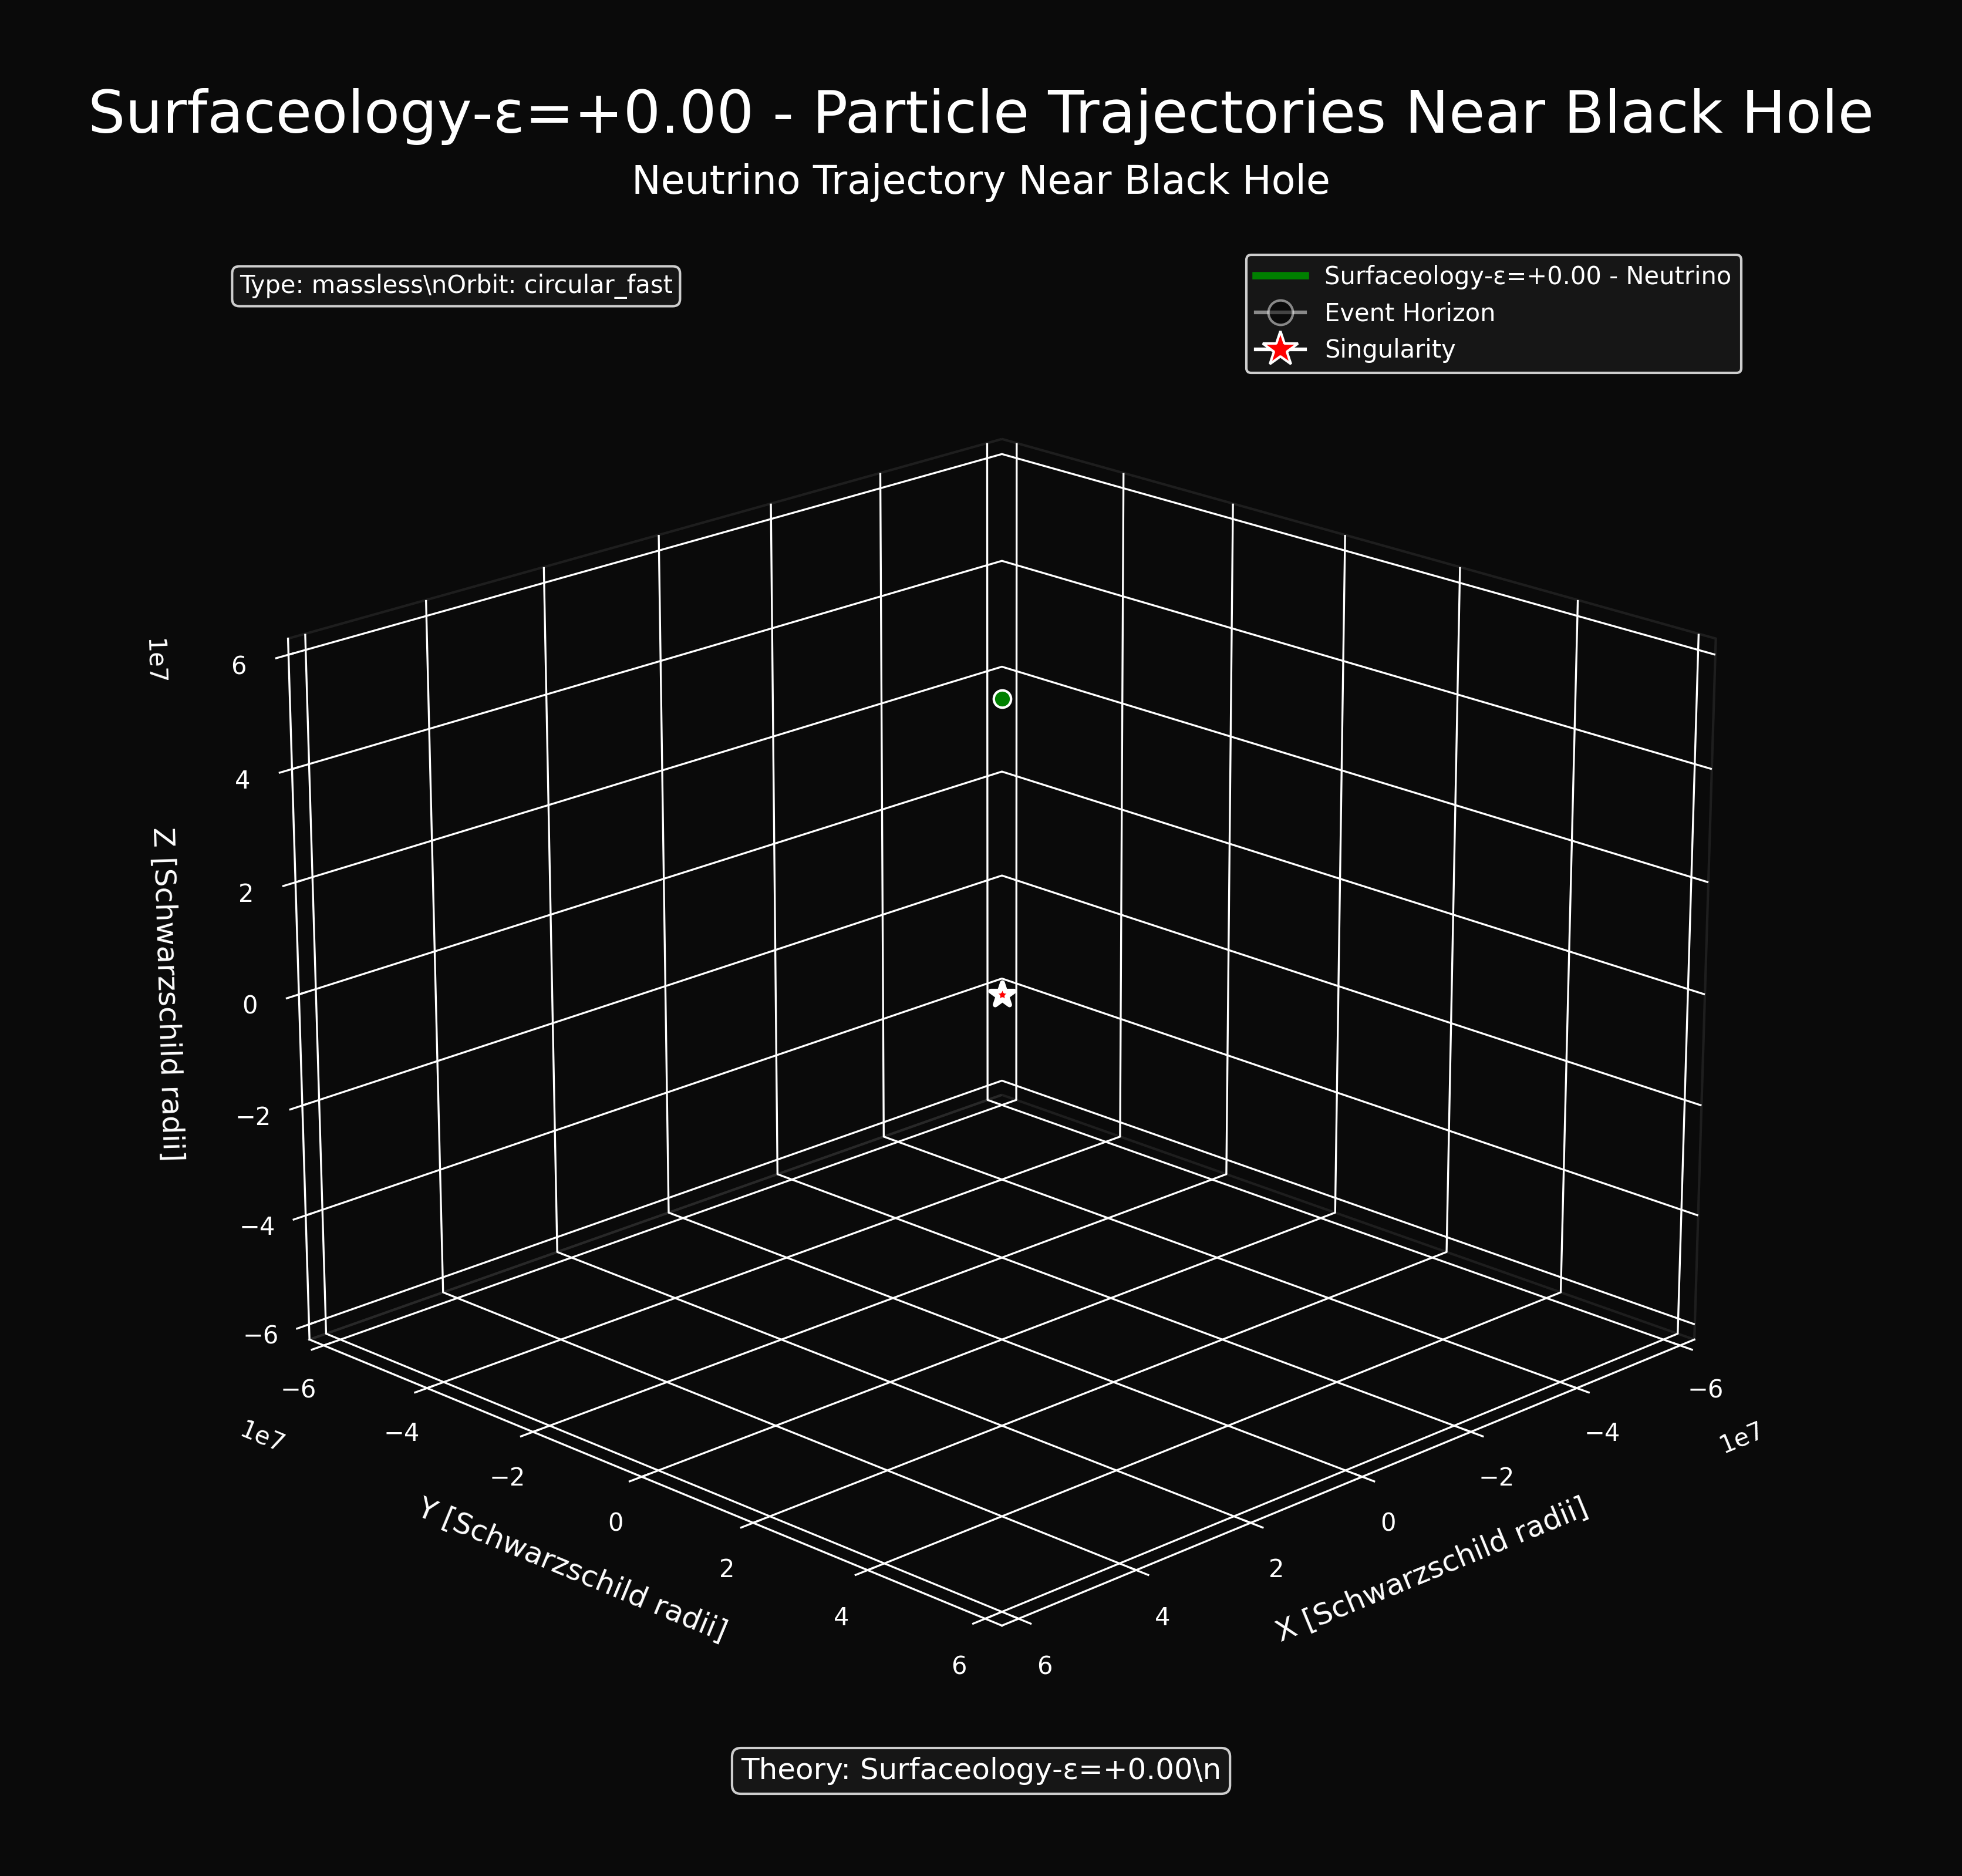 Surfaceology-ε=+0.00 - Particle Trajectories Near Black Hole
Neutrino Trajectory Near Black Hole
Type: massless\nOrbit: circular_fast
Surfaceology-ε=+0.00 - Neutrino
Event Horizon
Singularity
1e7
6
4
2
0
−2
−4
−6
Z [Schwarzschild radii]
−6
−4
−2
0
2
4
6
1e7
Y [Schwarzschild radii]
6
4
2
0
−2
−4
−6
1e7
X [Schwarzschild radii]
Theory: Surfaceology-ε=+0.00\n